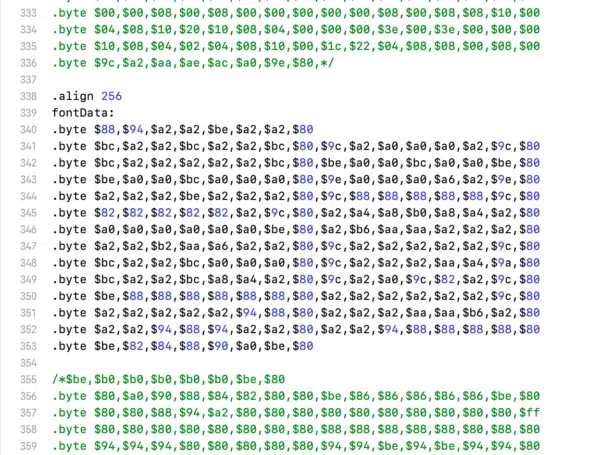 333 .byte $00,$00,$08,$00,$08,$00,$00,$00,$00,$00,$08,$00,$08,$08,$10,$00
334 .byte $04,$08,$10,$20,$10,$08,$04,$00,$00,$00,$3e,$00,$3e,$00,$00,$00
335 .byte $10,$08,$04,$02,$04,$08,$10,$00,$1c,$22,$04,$08,$08,$00,$08,$00
336 .byte $9c,$a2,$aa,$ae,$ac,$a0,$9e,$80,*/
337
338 .align 256
339 fontData:
340 .byte $88,$94,$a2,$a2,$be,$a2,$a2,$80
341 .byte $bc,$a2,$a2,$bc,$a2,$a2,$bc,$80,$9c,$a2,$a0,$a0,$a0,$a2,$9c,$80
342 .byte $bc,$a2,$a2,$a2,$a2,$a2,$bc,$80,$be,$a0,$a0,$bc,$a0,$a0,$be,$80
343 .byte $be,$a0,$a0,$bc,$a0,$a0,$a0,$80,$9e,$a0,$a0,$a0,$a6,$a2,$9e,$80
344 .byte $a2,$a2,$a2,$be,$a2,$a2,$a2,$80,$9c,$88,$88,$88,$88,$88,$9c,$80
345 .byte $82,$82,$82,$82,$82,$a2,$9c,$80,$a2,$a4,$a8,$b0,$a8,$a4,$a2,$80
346 .byte $a0,$a0,$a0,$a0,$a0,$a0,$be,$80,$a2,$b6,$aa,$aa,$a2,$a2,$a2,$80
347 .byte $a2,$a2,$b2,$aa,$a6,$a2,$a2,$80,$9c,$a2,$a2,$a2,$a2,$a2,$9c,$80
348 .byte $bc,$a2,$a2,$bc,$a0,$a0,$a0,$80,$9c,$a2,$a2,$a2,$aa,$a4,$9a,$80
349 .byte $bc,$a2,$a2,$bc,$a8,$a4,$a2,$80,$9c,$a2,$a0,$9c,$82,$a2,$9c,$80
350 .byte $be,$88,$88,$88,$88,$88,$88,$80,$a2,$a2,$a2,$a2,$a2,$a2,$9c,$80
351 .byte $a2,$a2,$a2,$a2,$a2,$94,$88,$80,$a2,$a2,$a2,$aa,$aa,$b6,$a2,$80
352 .byte $a2,$a2,$94,$88,$94,$a2,$a2,$80,$a2,$a2,$94,$88,$88,$88,$88,$80
353 .byte $be,$82,$84,$88,$90,$a0,$be,$80
354
355 /*$be,$b0,$b0,$b0,$b0,$b0,$be,$80
356 .byte $80,$a0,$90,$88,$84,$82,$80,$80,$be,$86,$86,$86,$86,$86,$be,$80
357 .byte $80,$80,$88,$94,$a2,$80,$80,$80,$80,$80,$80,$80,$80,$80,$80,$ff
358 .byte $80,$80,$80,$80,$80,$80,$80,$80,$88,$88,$88,$88,$80,$80,$88,$80
359 .byte $94,$94,$94,$80,$80,$80,$80,$80,$94,$94,$be,$94,$be,$94,$94,$80